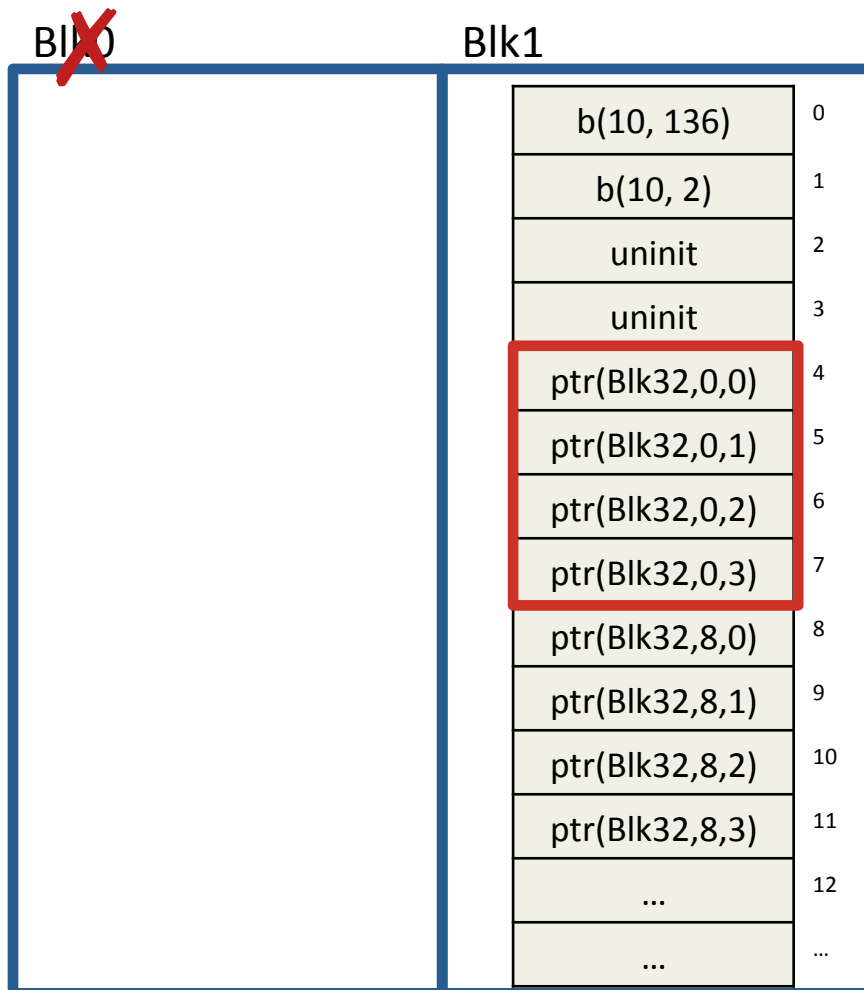 Blk0
Blk1
b(10, 136) 0
b(10, 2) 1
uninit 2
uninit 3
ptr(Blk32,0,0) 4
ptr(Blk32,0,1) 5
ptr(Blk32,0,2) 6
ptr(Blk32,0,3) 7
ptr(Blk32,8,0) 8
ptr(Blk32,8,1) 9
ptr(Blk32,8,2) 10
ptr(Blk32,8,3) 11
... 12
... ...